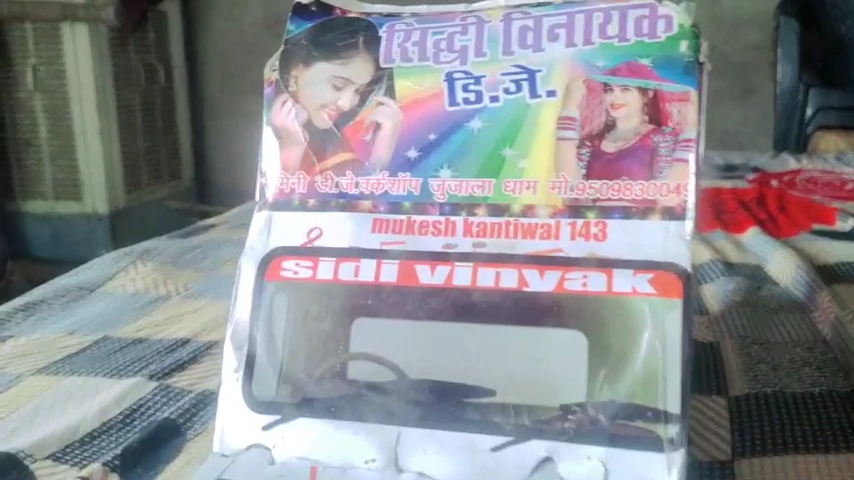 सिद्धी विनायक
डि.जे.
मिनी डी.जे.वर्कशॉप जुजाला धाम मो.9509830049
mukesh kantiwal 143
sidi vinyak